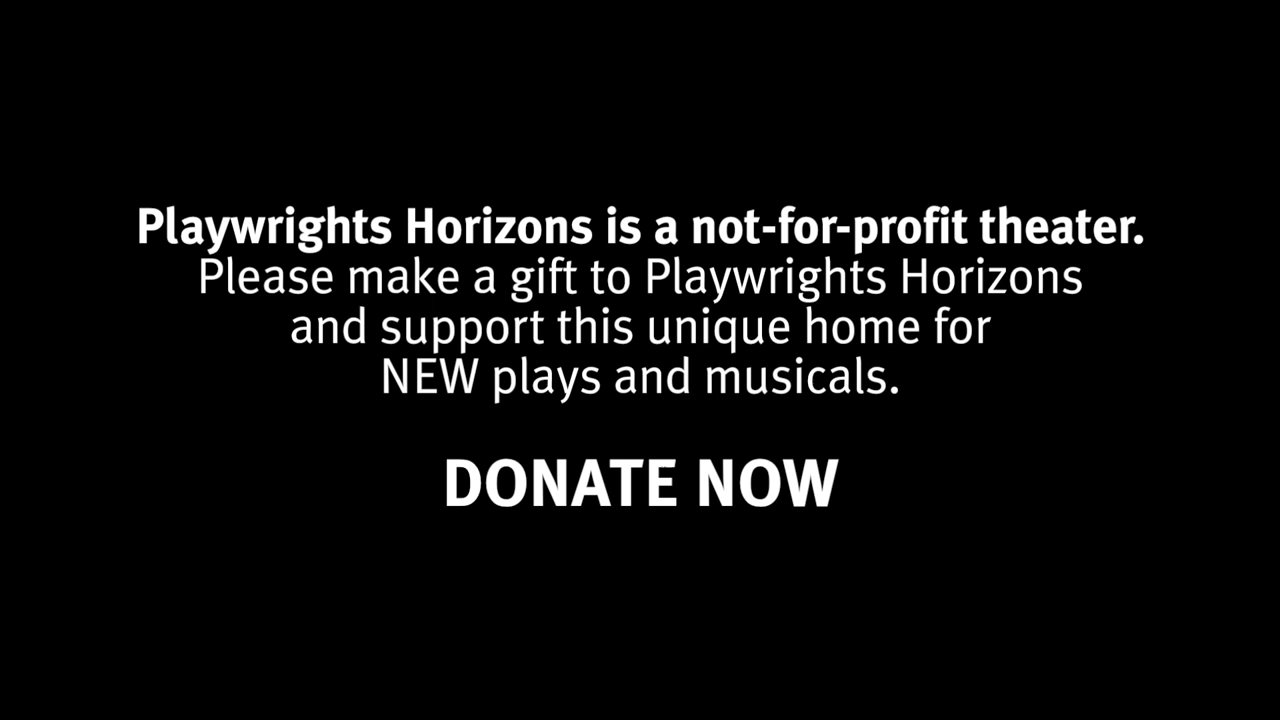 Playwrights Horizons is a not-for-profit theater.
Please make a gift to Playwrights Horizons
and support this unique home for
NEW plays and musicals.
DONATE NOW